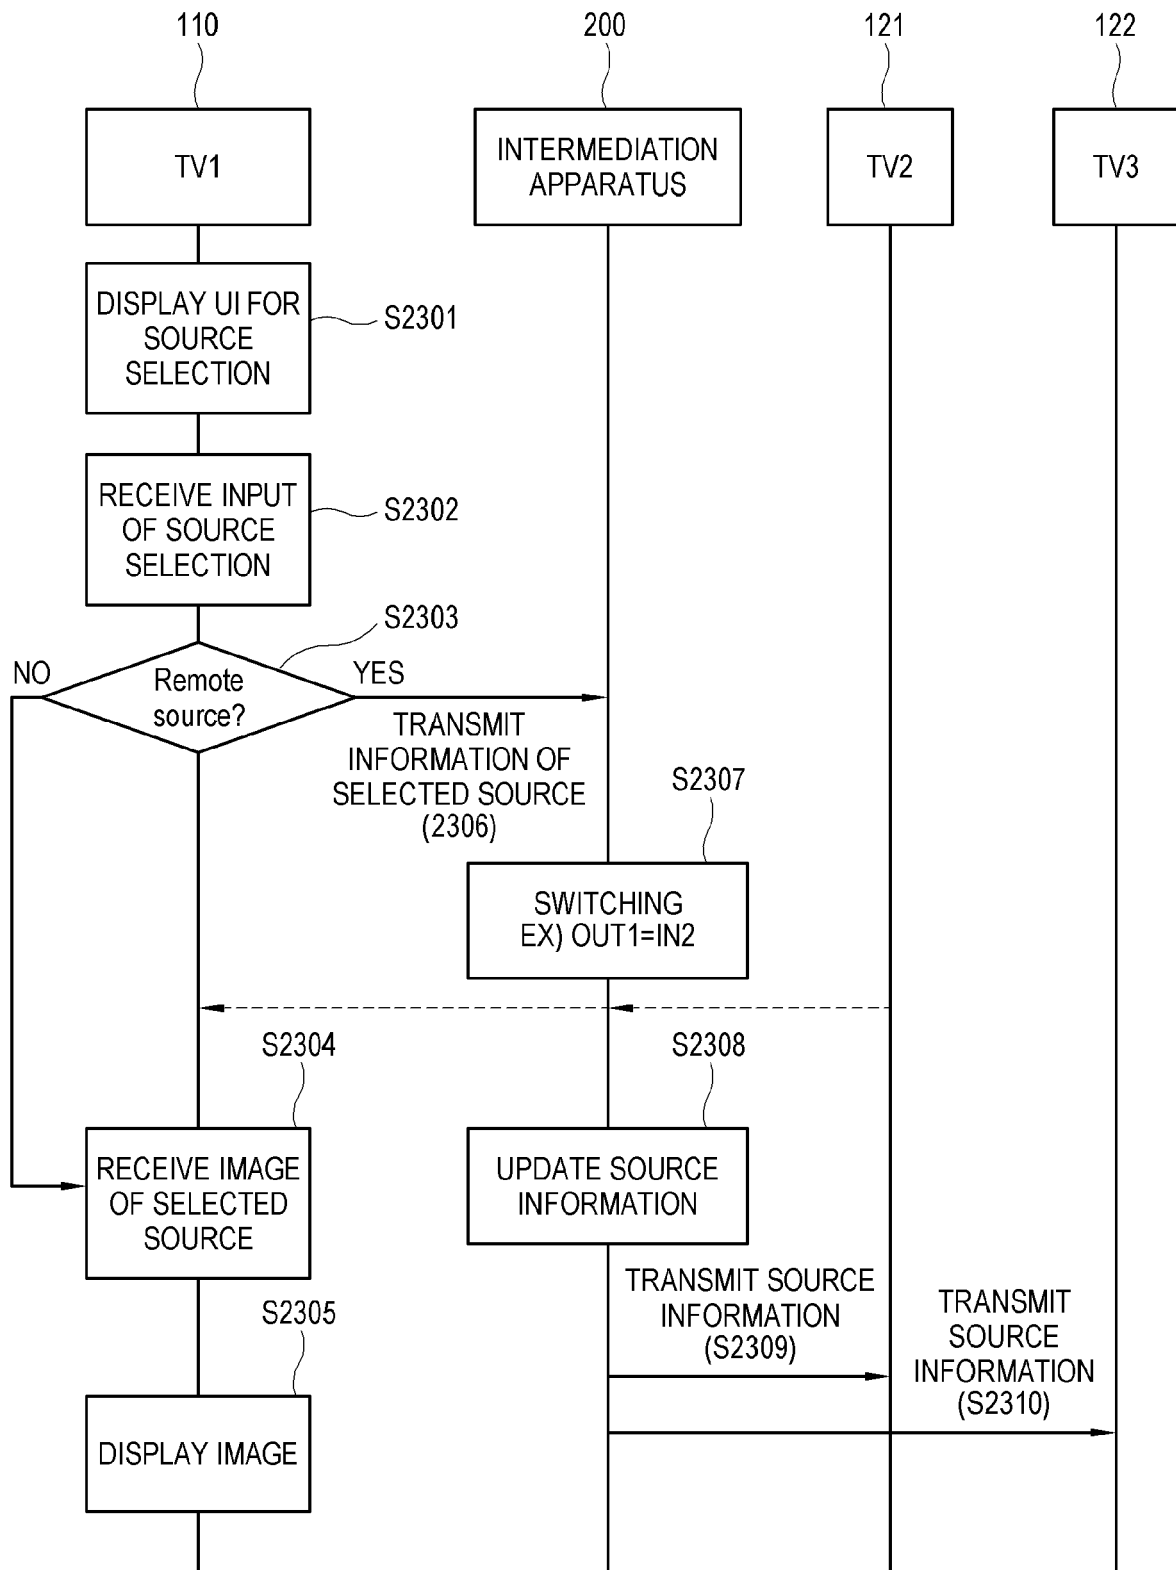 110
200
121
122
TV1
INTERMEDIATION
APPARATUS
TV2
TV3
DISPLAY UI FOR
SOURCE
SELECTION
S2301
RECEIVE INPUT
OF SOURCE
SELECTION
S2302
S2303
NO
Remote
source?
YES
TRANSMIT
INFORMATION OF
SELECTED SOURCE
(2306)
S2307
SWITCHING
EX) OUT1=IN2
S2304
S2308
RECEIVE IMAGE
OF SELECTED
SOURCE
UPDATE SOURCE
INFORMATION
TRANSMIT SOURCE
INFORMATION
(S2309)
TRANSMIT
SOURCE
INFORMATION
(S2310)
S2305
DISPLAY IMAGE